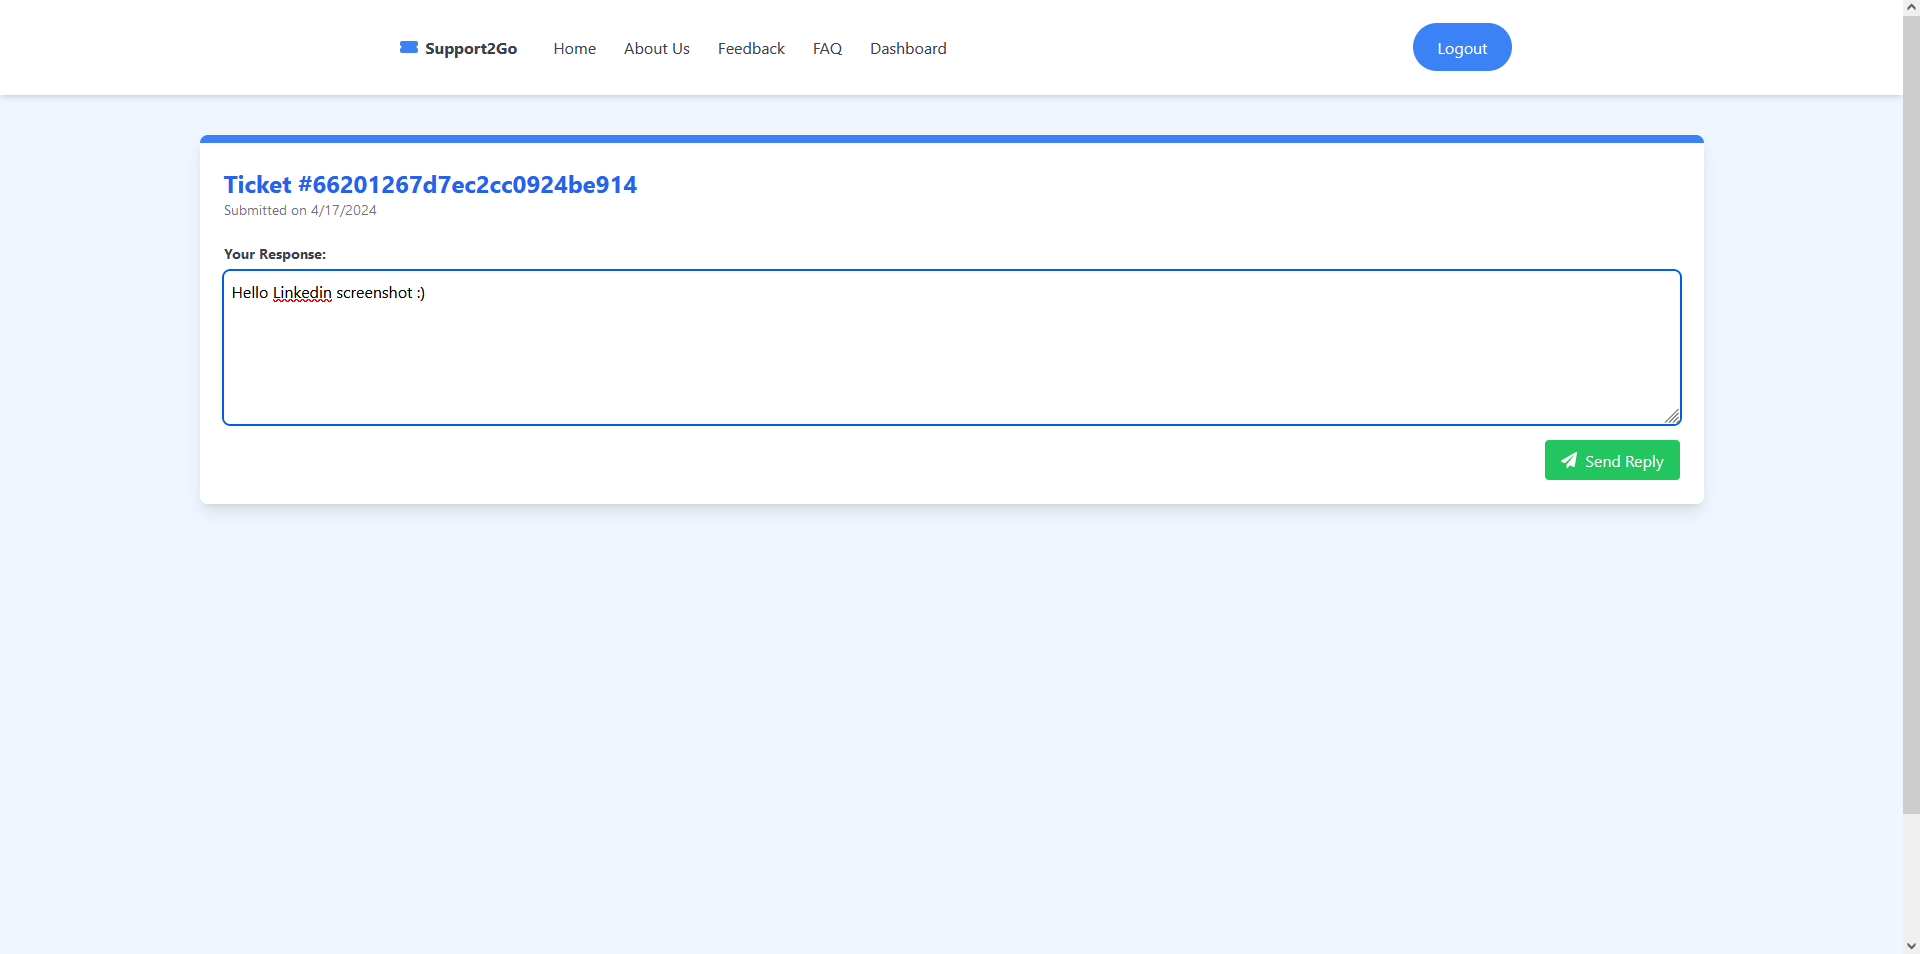 Support2Go Home About Us Feedback FAQ Dashboard Logout
Ticket #66201267d7ec2cc0924be914
Submitted on 4/17/2024
Your Response:
Hello Linkedin screenshot :)
Send Reply